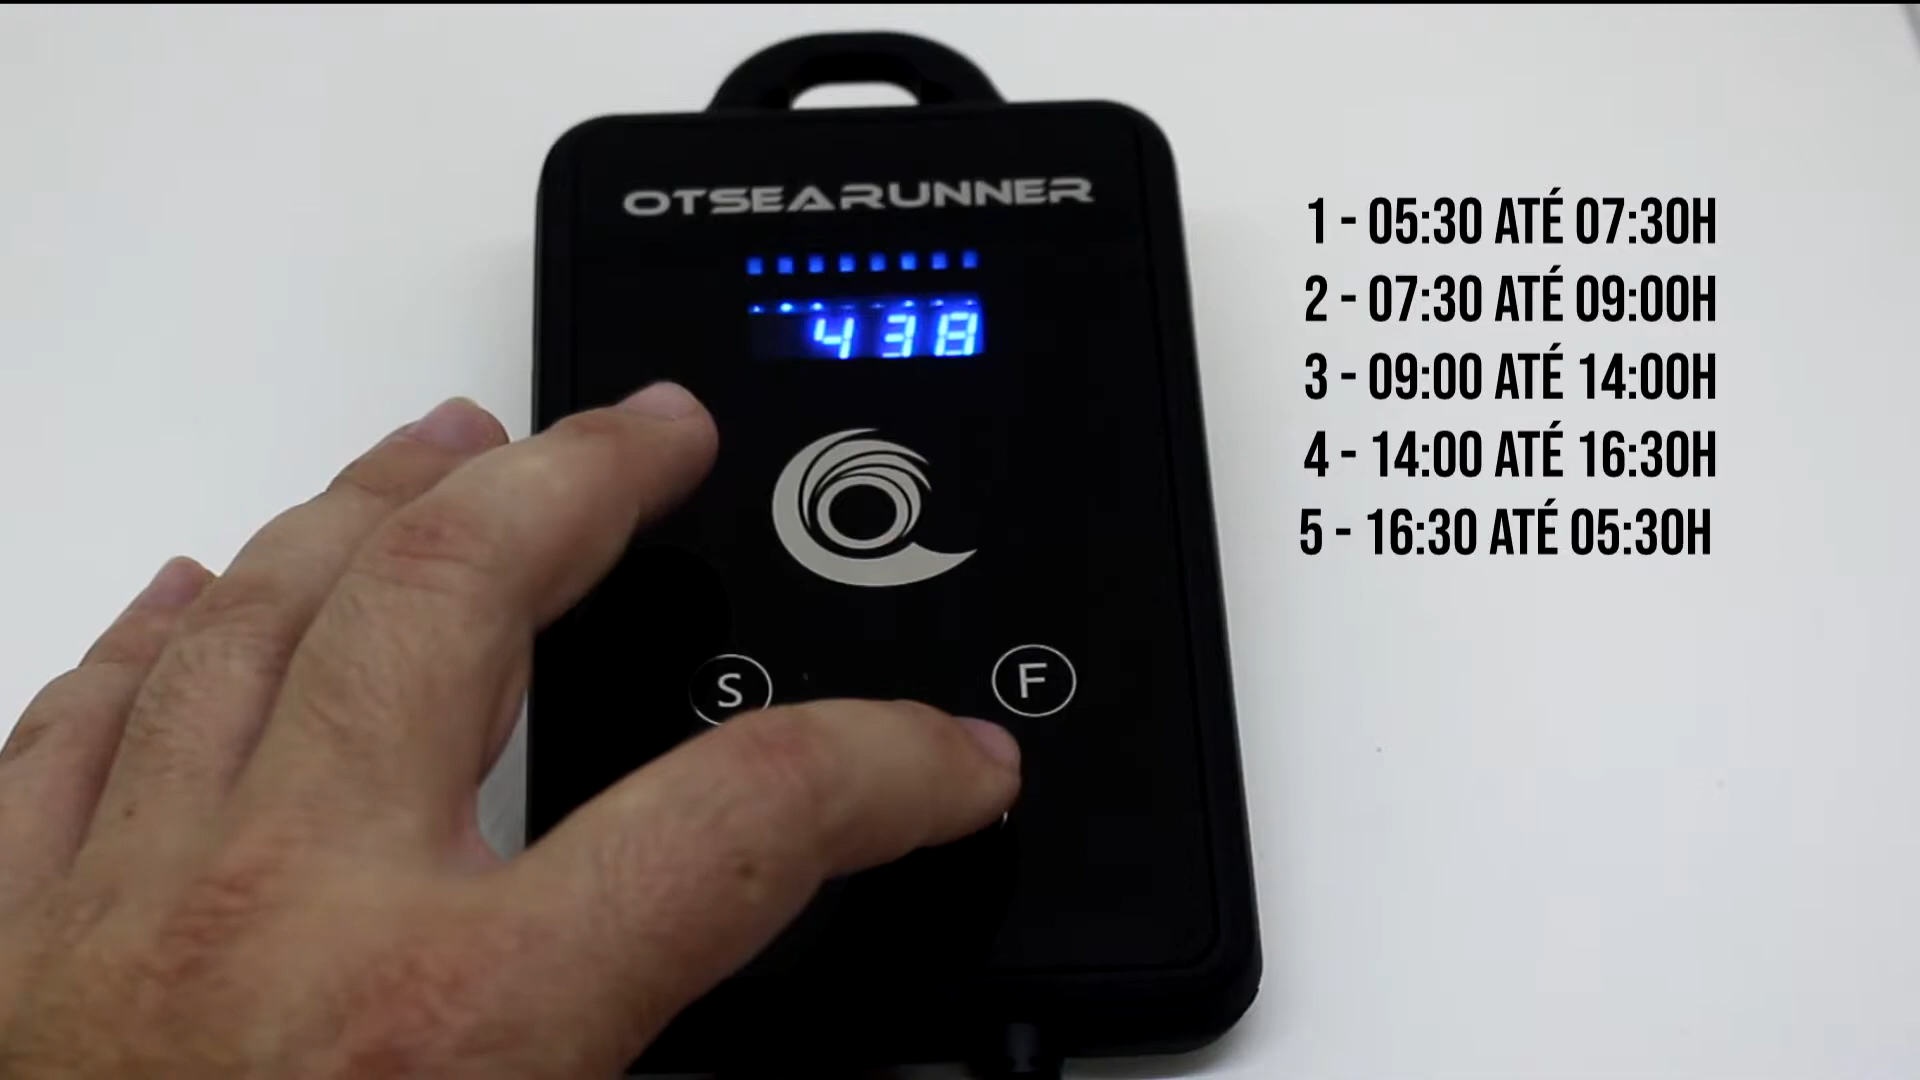 OTSEARUNNER
438
S
F
1 - 05:30 ATÉ 07:30H
2 - 07:30 ATÉ 09:00H
3 - 09:00 ATÉ 14:00H
4 - 14:00 ATÉ 16:30H
5 - 16:30 ATÉ 05:30H